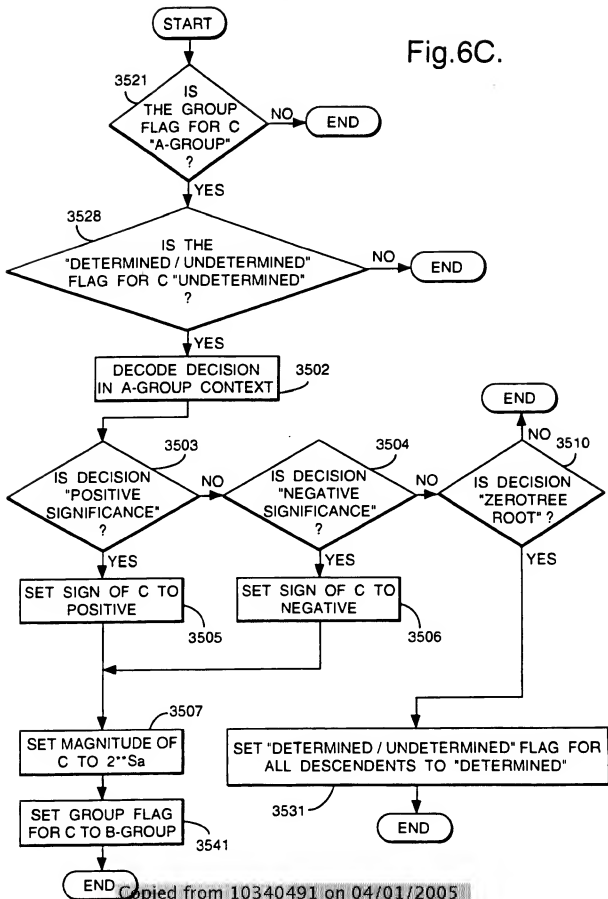 START
Fig.6C.
3521
IS
THE GROUP
FLAG FOR C
"A-GROUP"
?
NO
END
YES
3528
IS THE
"DETERMINED / UNDETERMINED"
FLAG FOR C "UNDETERMINED"
?
NO
END
YES
DECODE DECISION
IN A-GROUP CONTEXT
3502
END
NO
3503
IS DECISION
"POSITIVE
SIGNIFICANCE"
?
NO
3504
IS DECISION
"NEGATIVE
SIGNIFICANCE"
?
NO
3510
IS DECISION
"ZEROTREE
ROOT" ?
YES
YES
YES
SET SIGN OF C TO
POSITIVE
3505
SET SIGN OF C TO
NEGATIVE
3506
3507
SET MAGNITUDE OF
C TO 2**Sa
SET "DETERMINED / UNDETERMINED" FLAG FOR
ALL DESCENDENTS TO "DETERMINED"
3531
SET GROUP FLAG
FOR C TO B-GROUP
3541
END
END
Copied from 10340491 on 04/01/2005